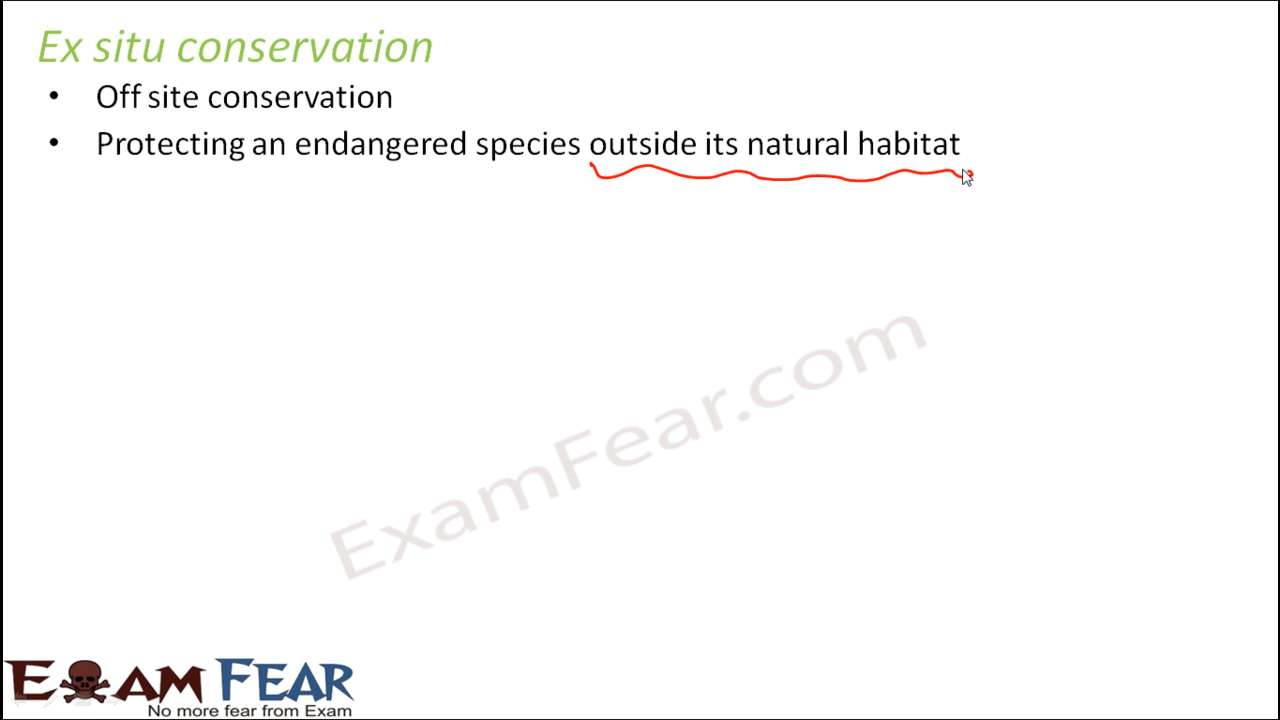 Ex situ conservation
• Off site conservation
• Protecting an endangered species outside its natural habitat
ExamFear.com
EXAM FEAR
No more fear from Exam